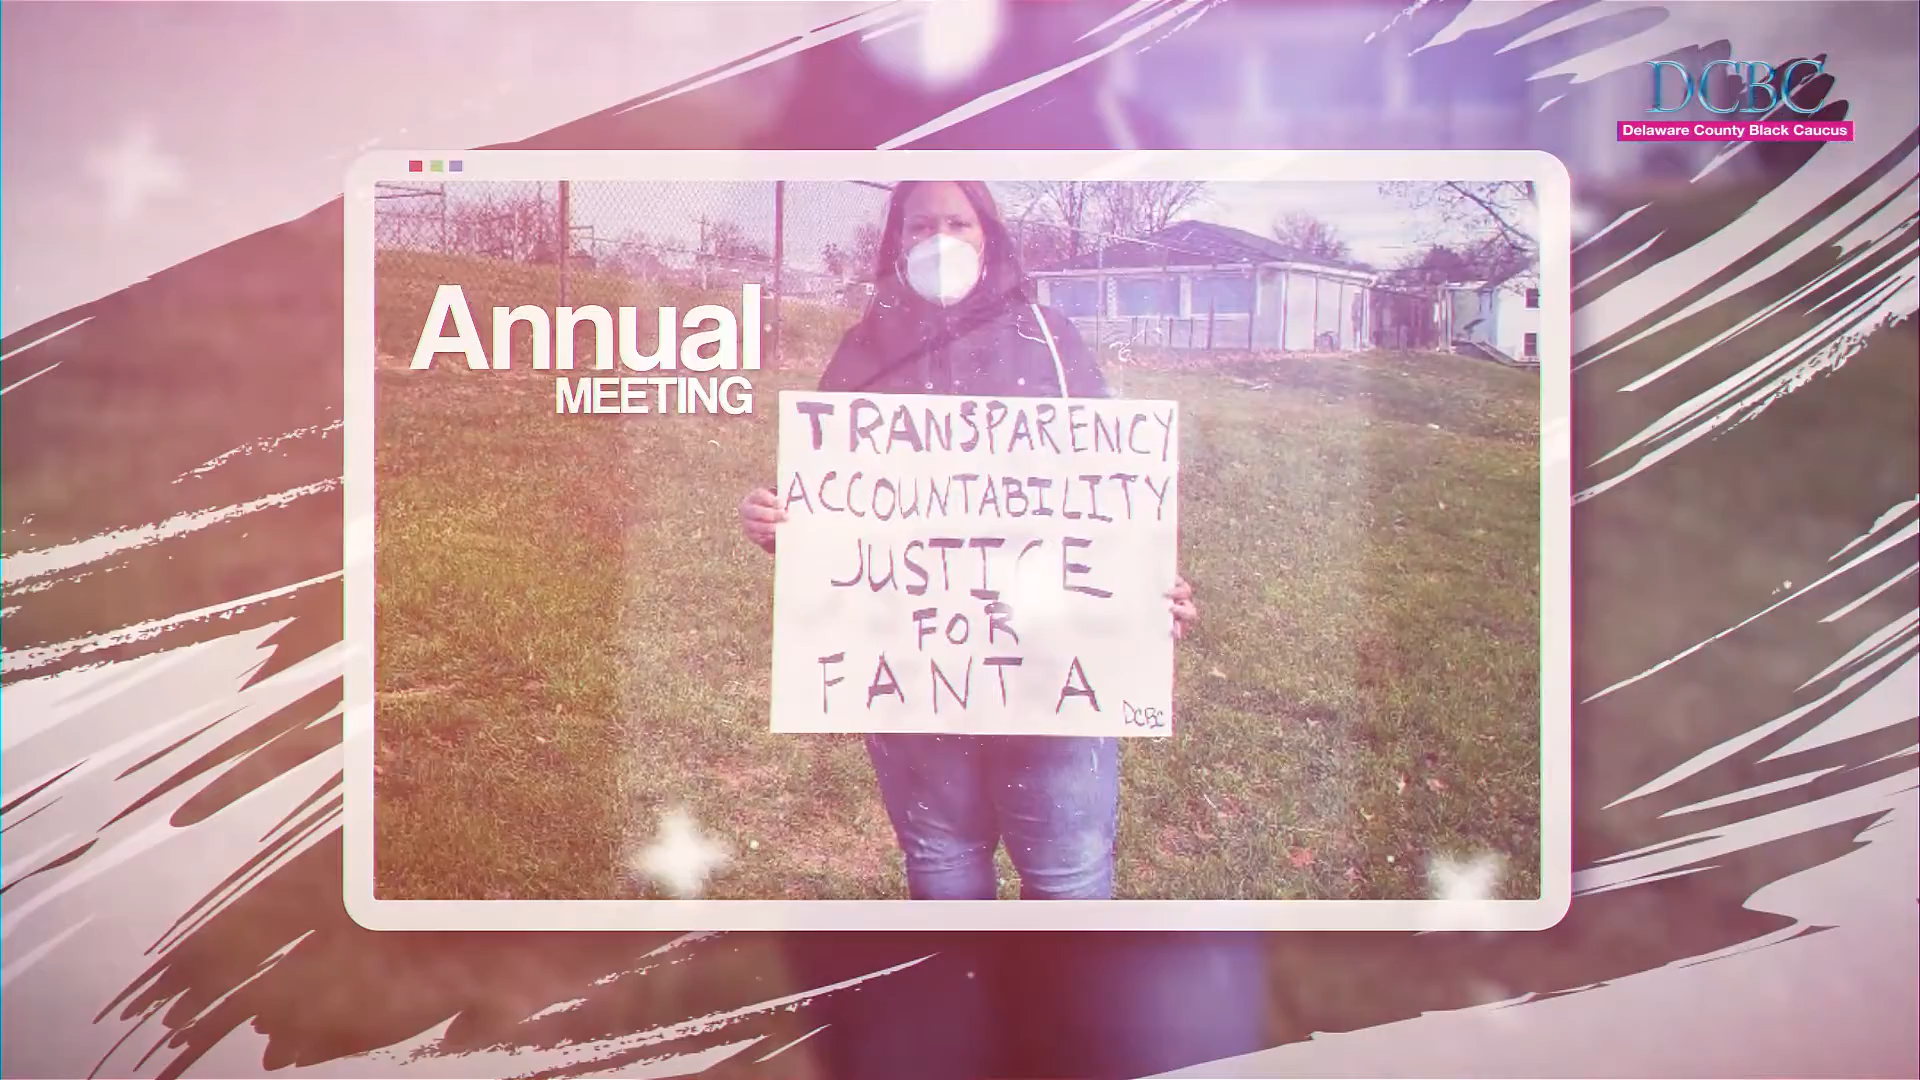 DCBC
Delaware County Black Caucus
Annual
MEETING
TRANSPARENCY
ACCOUNTABILITY
JUSTICE
FOR
FANTA
DCBC